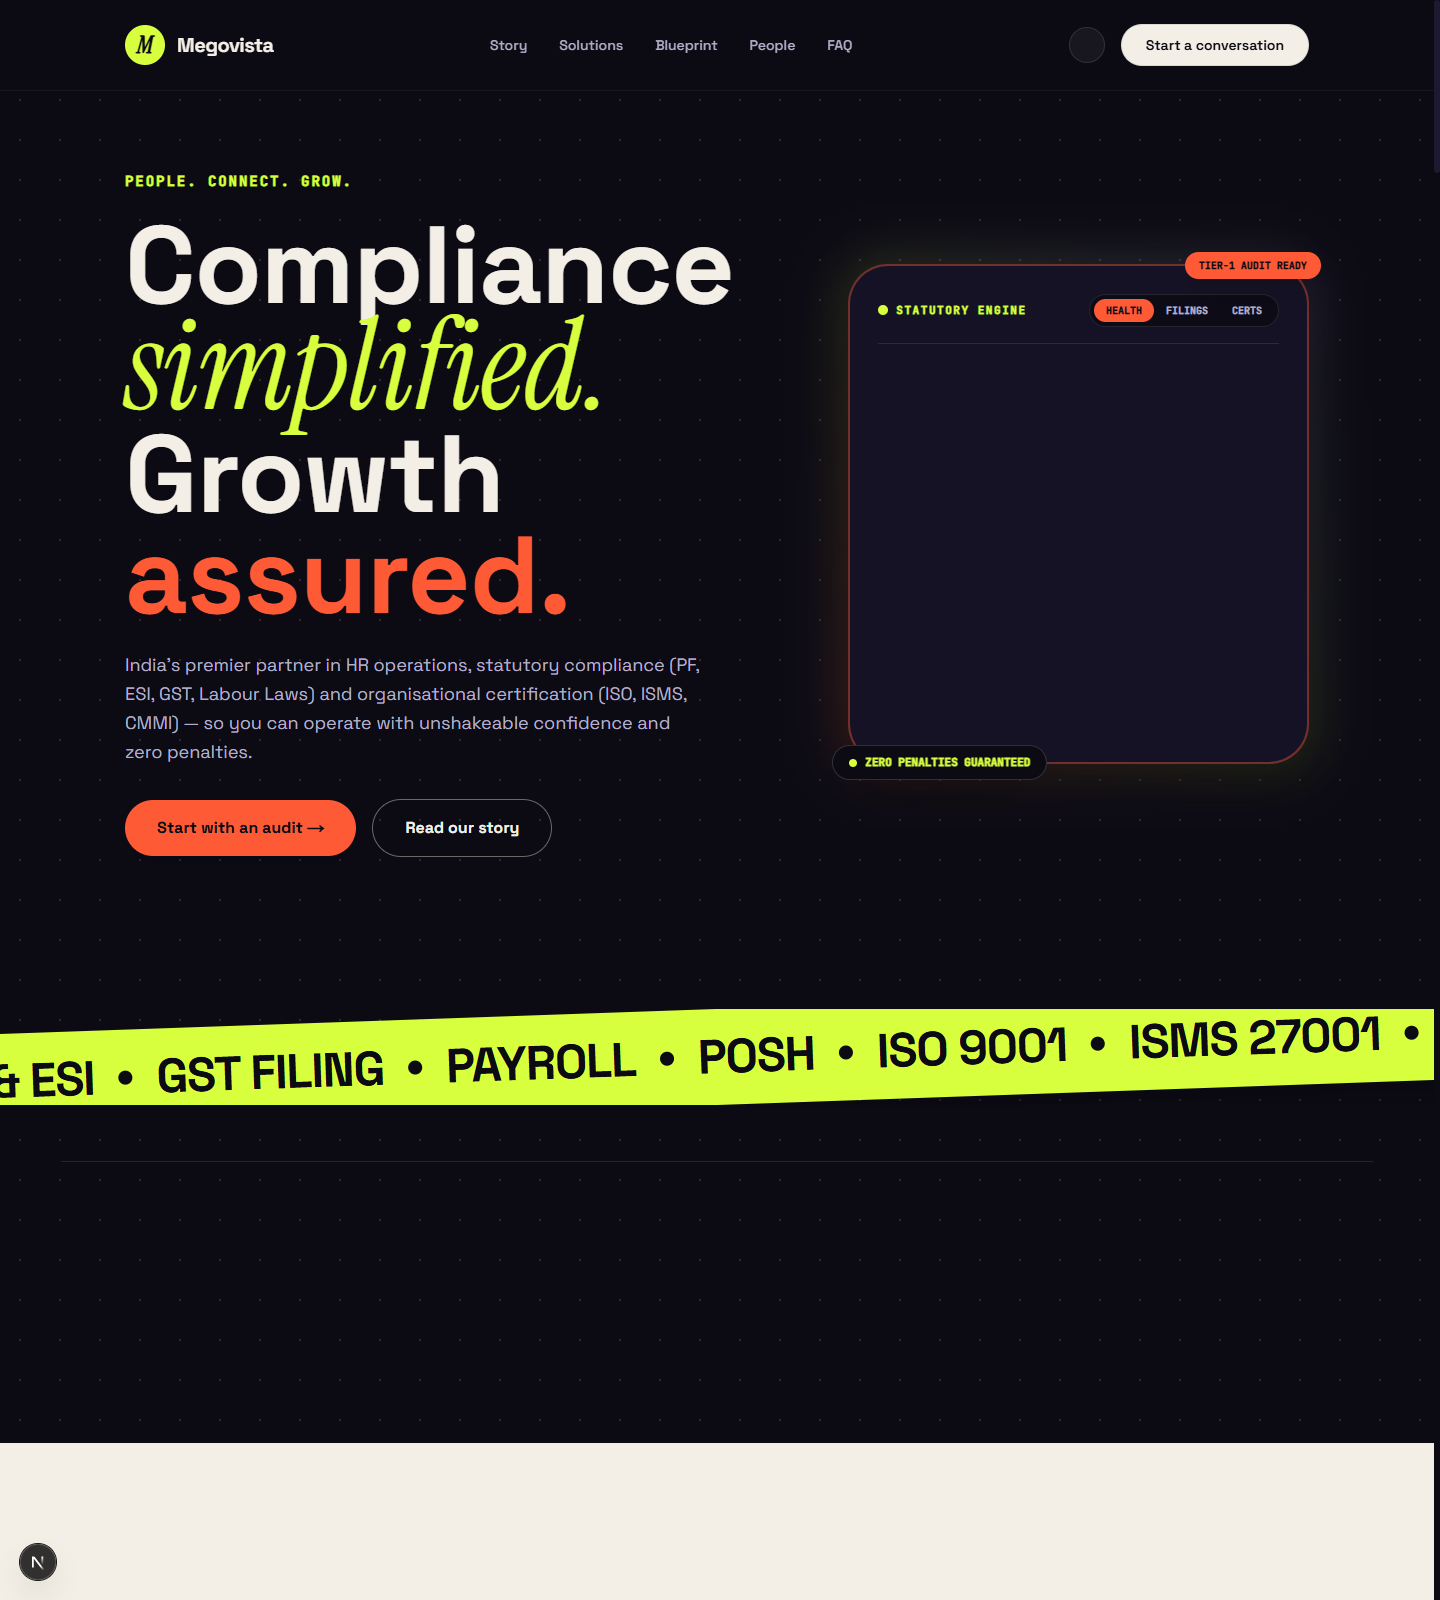 M Megovista
Story Solutions Blueprint People FAQ
Start a conversation
PEOPLE. CONNECT. GROW.
Compliance
simplified.
Growth
assured.
India's premier partner in HR operations, statutory compliance (PF,
ESI, GST, Labour Laws) and organisational certification (ISO, ISMS,
CMMI) — so you can operate with unshakeable confidence and
zero penalties.
Start with an audit →
Read our story
TIER-1 AUDIT READY
STATUTORY ENGINE
HEALTH FILINGS CERTS
ZERO PENALTIES GUARANTEED
& ESI • GST FILING • PAYROLL • POSH • ISO 9001 • ISMS 27001 •
N